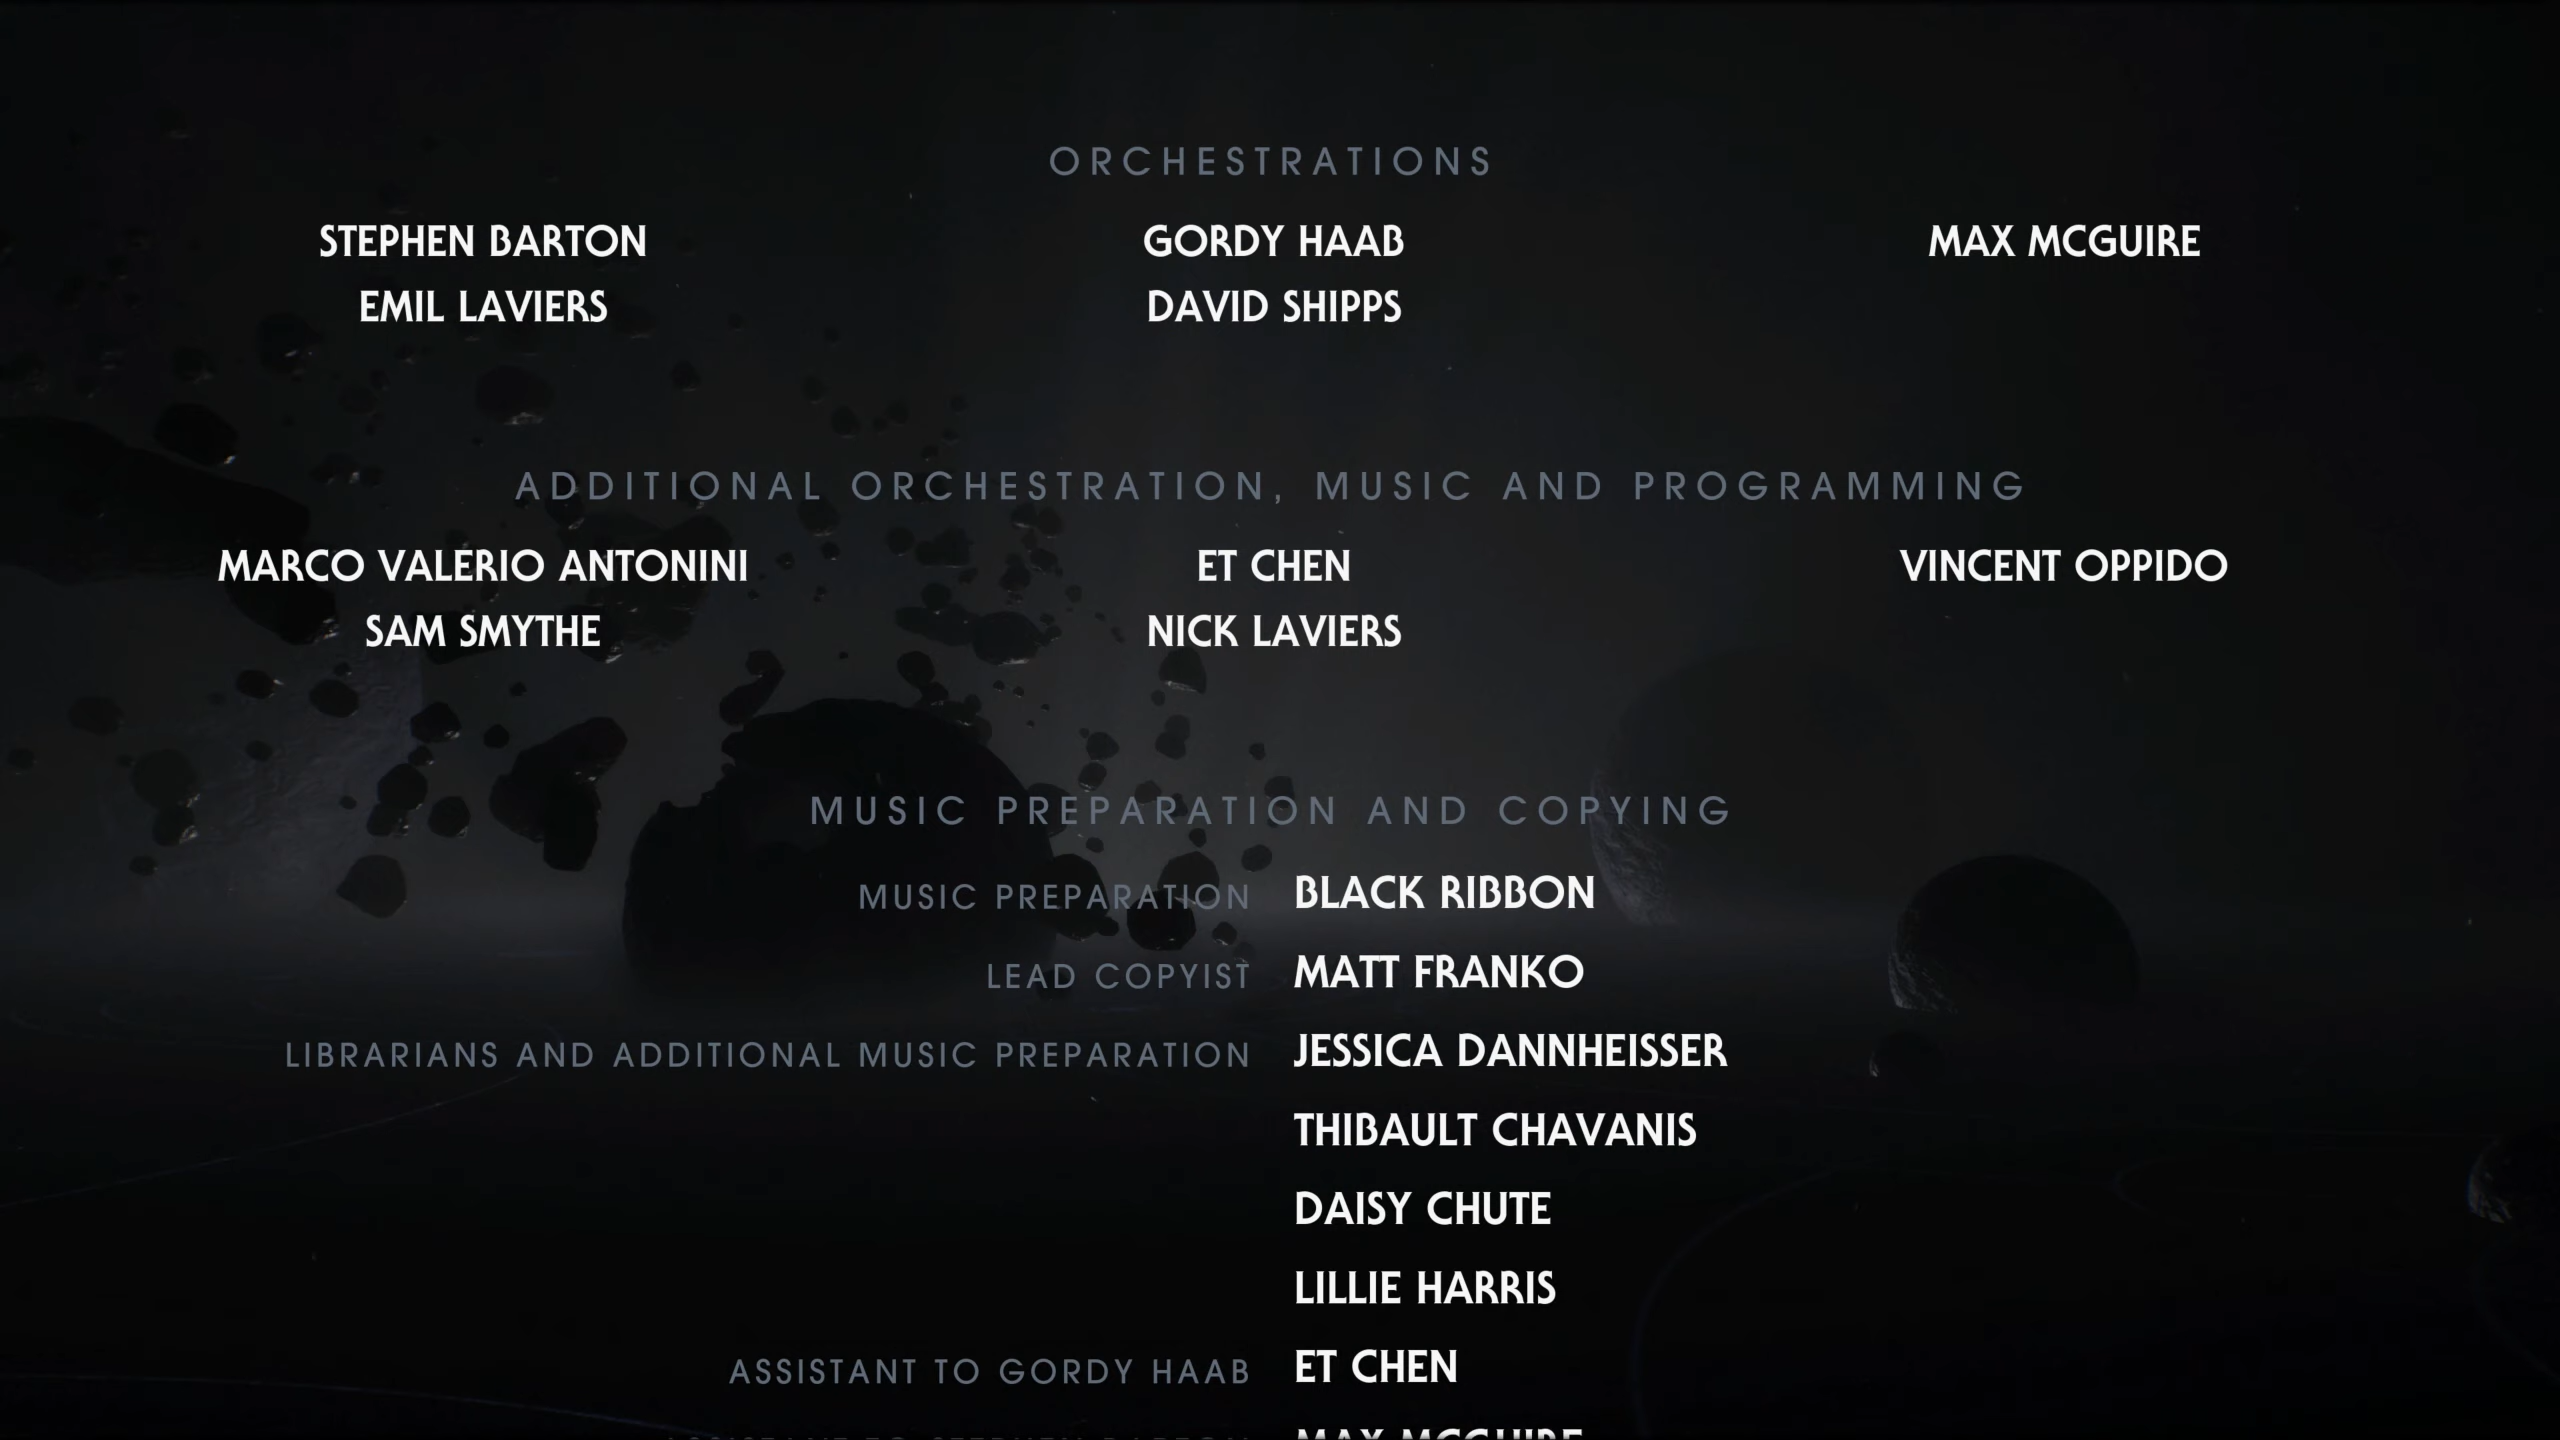 ORCHESTRATIONS
STEPHEN BARTON GORDY HAAB MAX MCGUIRE
EMIL LAVIERS DAVID SHIPPS
ADDITIONAL ORCHESTRATION, MUSIC AND PROGRAMMING
MARCO VALERIO ANTONINI ET CHEN VINCENT OPPIDO
SAM SMYTHE NICK LAVIERS
MUSIC PREPARATION AND COPYING
MUSIC PREPARATION BLACK RIBBON
LEAD COPYIST MATT FRANKO
LIBRARIANS AND ADDITIONAL MUSIC PREPARATION JESSICA DANNHEISSER
THIBAULT CHAVANIS
DAISY CHUTE
LILLIE HARRIS
ASSISTANT TO GORDY HAAB ET CHEN
MAX MCGUIRE